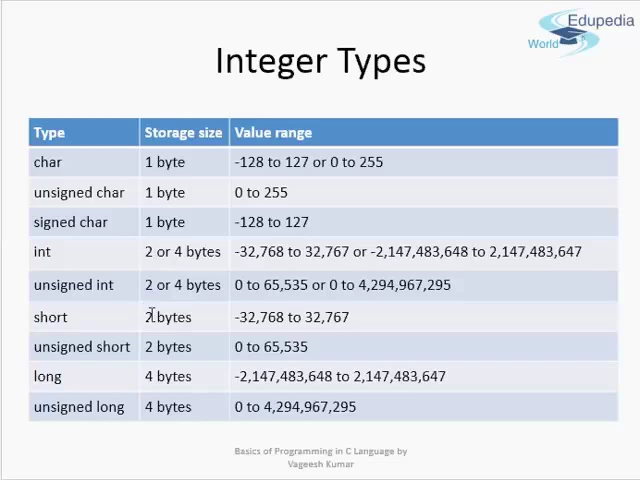 Edupedia
World
Integer Types
Type Storage size Value range
char 1 byte -128 to 127 or 0 to 255
unsigned char 1 byte 0 to 255
signed char 1 byte -128 to 127
int 2 or 4 bytes -32,768 to 32,767 or -2,147,483,648 to 2,147,483,647
unsigned int 2 or 4 bytes 0 to 65,535 or 0 to 4,294,967,295
short 2 bytes -32,768 to 32,767
unsigned short 2 bytes 0 to 65,535
long 4 bytes -2,147,483,648 to 2,147,483,647
unsigned long 4 bytes 0 to 4,294,967,295
Basics of Programming in C Language by
Vageesh Kumar